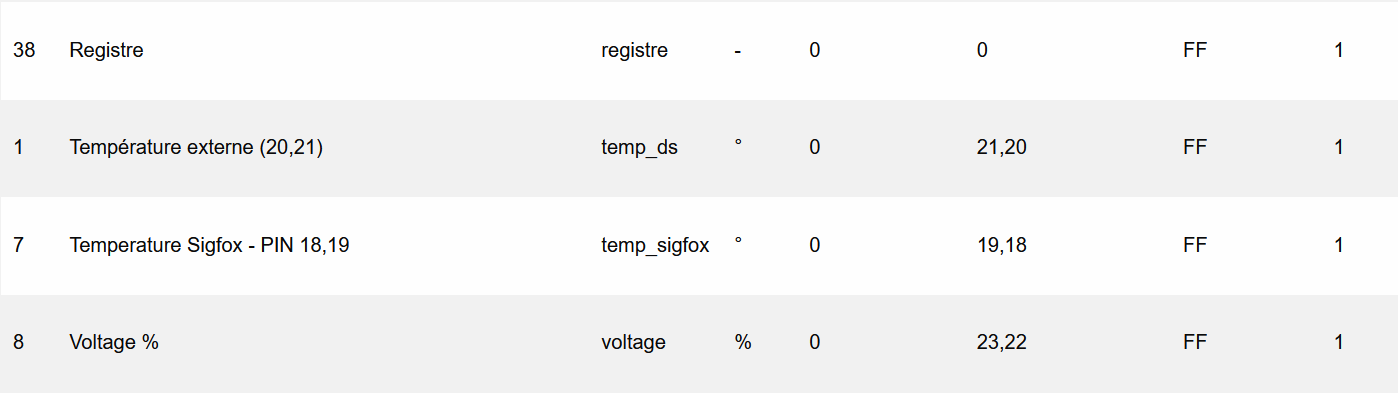 38 Registre registre - 0 0 FF 1
1 Température externe (20,21) temp_ds ° 0 21,20 FF 1
7 Temperature Sigfox - PIN 18,19 temp_sigfox ° 0 19,18 FF 1
8 Voltage % voltage % 0 23,22 FF 1